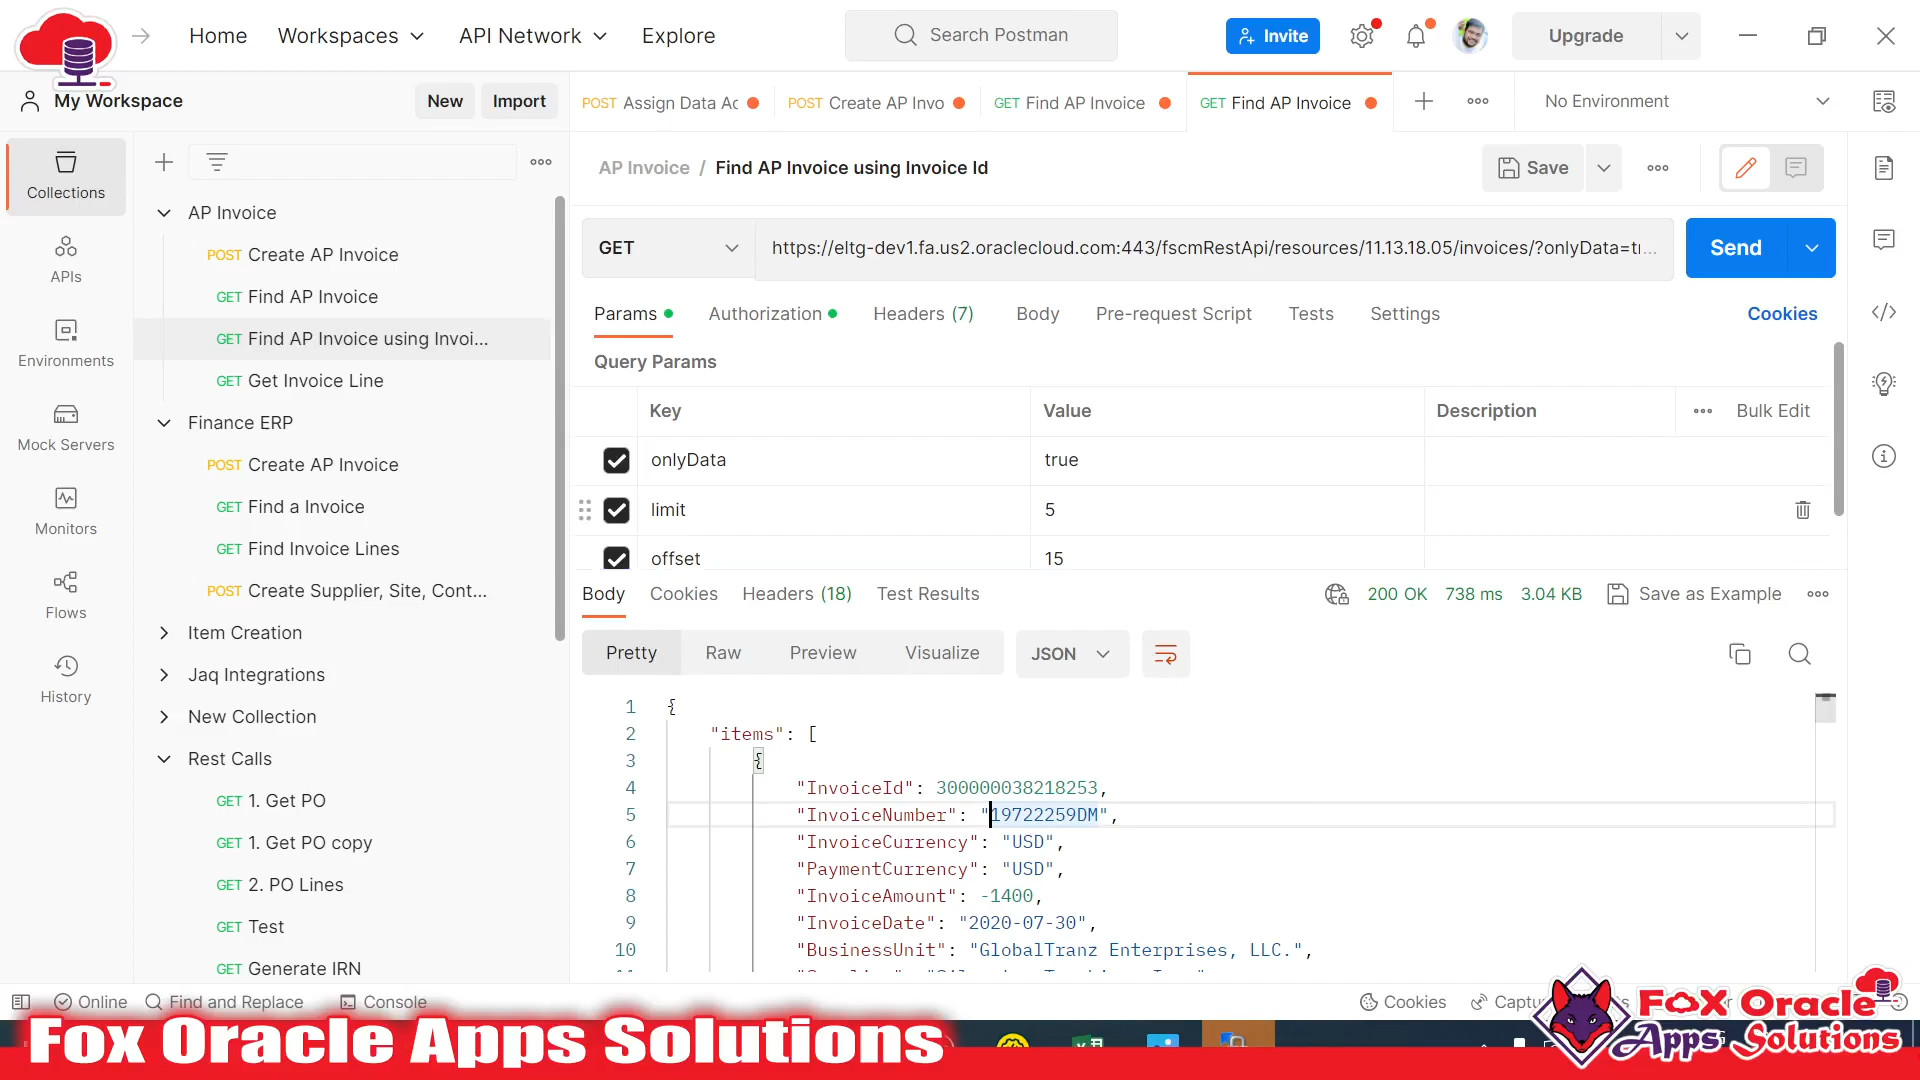 Home
Workspaces
API Network
Explore
Search Postman
Invite
Upgrade
My Workspace
New
Import
POST Assign Data Ac
POST Create AP Invo
GET Find AP Invoice
GET Find AP Invoice
No Environment
Collections
APIs
Environments
Mock Servers
Monitors
Flows
History
AP Invoice
POST Create AP Invoice
GET Find AP Invoice
GET Find AP Invoice using Invoi...
GET Get Invoice Line
Finance ERP
POST Create AP Invoice
GET Find a Invoice
GET Find Invoice Lines
POST Create Supplier, Site, Cont...
Item Creation
Jaq Integrations
New Collection
Rest Calls
GET 1. Get PO
GET 1. Get PO copy
GET 2. PO Lines
GET Test
GET Generate IRN
AP Invoice / Find AP Invoice using Invoice Id
Save
GET
https://eltg-dev1.fa.us2.oraclecloud.com:443/fscmRestApi/resources/11.13.18.05/invoices/?onlyData=tr...
Send
Params
Authorization
Headers (7)
Body
Pre-request Script
Tests
Settings
Cookies
Query Params
Key Value Description Bulk Edit
onlyData true
limit 5
offset 15
Body
Cookies
Headers (18)
Test Results
200 OK 738 ms 3.04 KB
Save as Example
Pretty
Raw
Preview
Visualize
JSON
1 {
2 "items": [
3 {
4 "InvoiceId": 300000038218253,
5 "InvoiceNumber": "19722259DM",
6 "InvoiceCurrency": "USD",
7 "PaymentCurrency": "USD",
8 "InvoiceAmount": -1400,
9 "InvoiceDate": "2020-07-30",
10 "BusinessUnit": "GlobalTranz Enterprises, LLC.",
Online
Find and Replace
Console
Cookies
Captu
Fox Oracle Apps Solutions
FoX Oracle
Apps Solutions